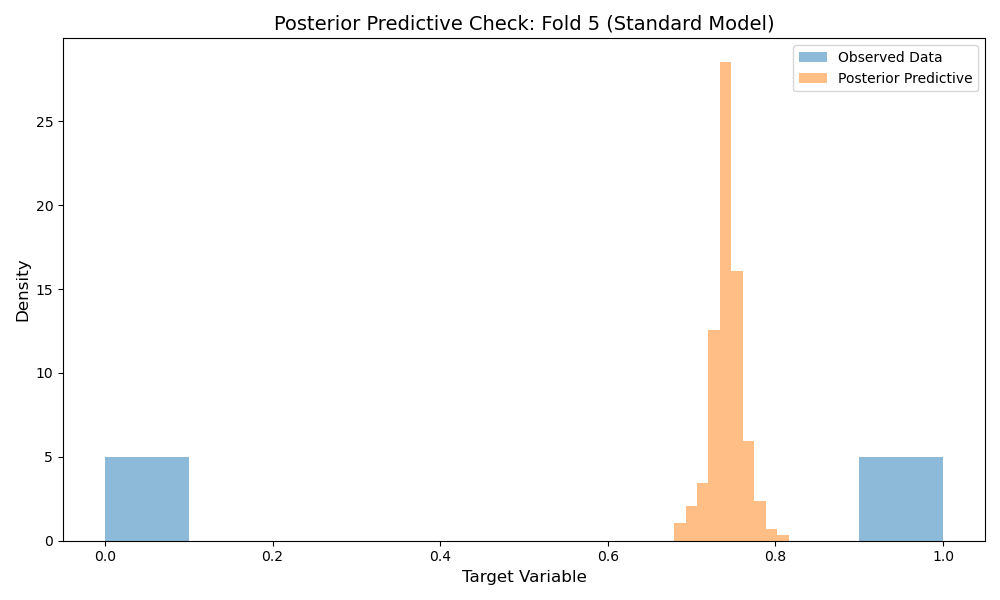 Posterior Predictive Check: Fold 5 (Standard Model)
Observed Data
Posterior Predictive
Density
25
20
15
10
5
0
0.0 0.2 0.4 0.6 0.8 1.0
Target Variable